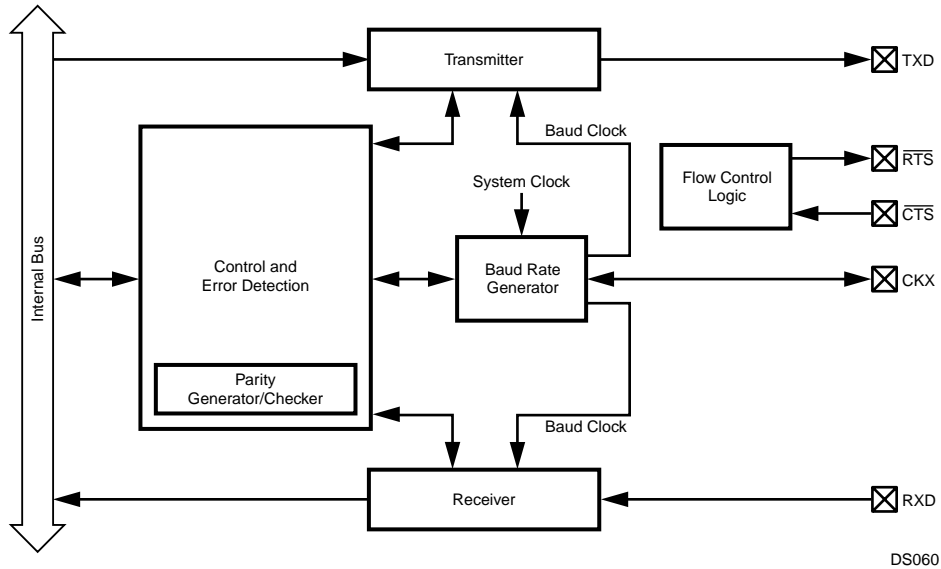 Transmitter
TXD
Baud Clock
RTS
System Clock
Flow Control
Logic
CTS
Internal Bus
Control and
Error Detection
Baud Rate
Generator
CKX
Parity
Generator/Checker
Baud Clock
Receiver
RXD
DS060